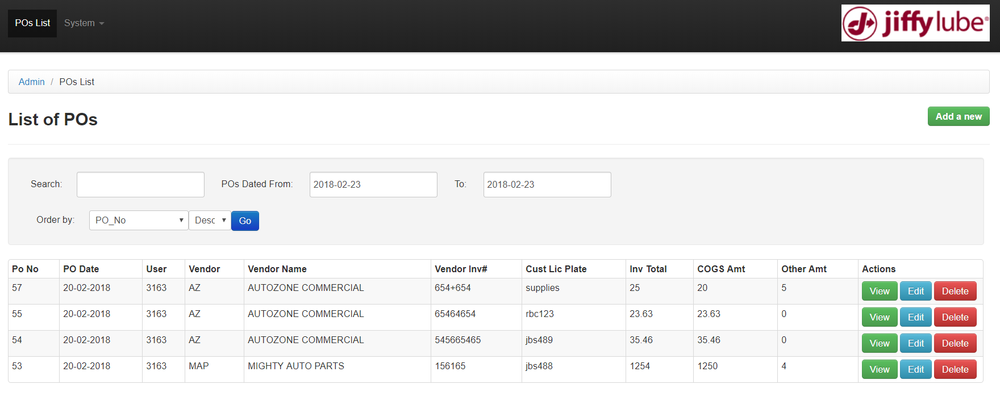 POs List System
jiffy lube®
Admin / POs List
List of POs
Add a new
Search: POs Dated From: 2018-02-23 To: 2018-02-23
Order by: PO_No Desc Go
Po No PO Date User Vendor Vendor Name Vendor Inv# Cust Lic Plate Inv Total COGS Amt Other Amt Actions
57 20-02-2018 3163 AZ AUTOZONE COMMERCIAL 654+654 supplies 25 20 5 View Edit Delete
55 20-02-2018 3163 AZ AUTOZONE COMMERCIAL 65464654 rbc123 23.63 23.63 0 View Edit Delete
54 20-02-2018 3163 AZ AUTOZONE COMMERCIAL 545665465 jbs489 35.46 35.46 0 View Edit Delete
53 20-02-2018 3163 MAP MIGHTY AUTO PARTS 156165 jbs488 1254 1250 4 View Edit Delete